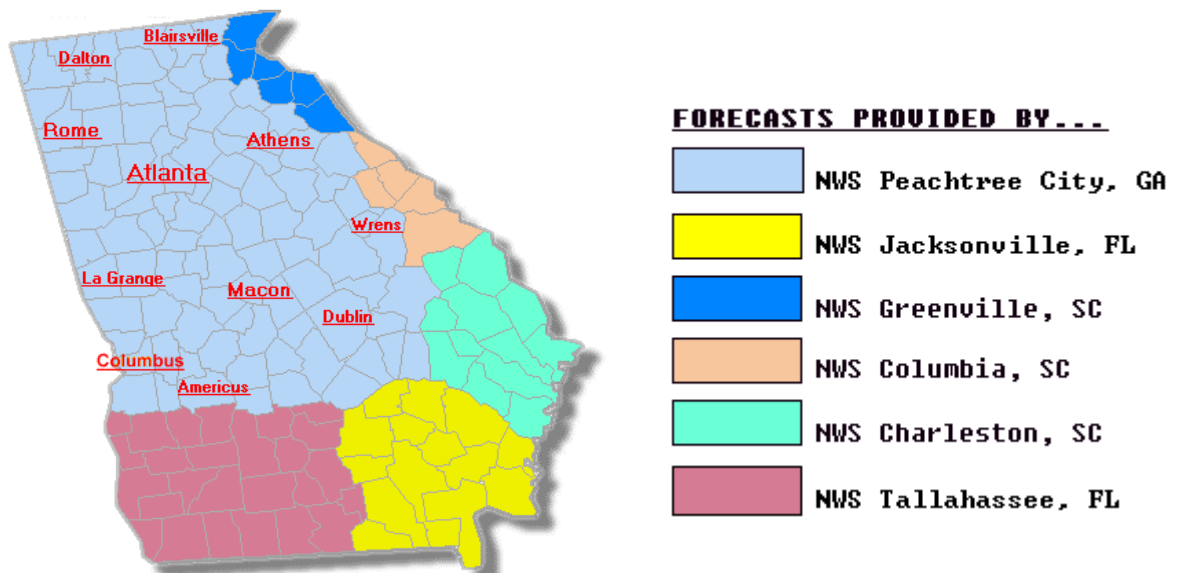 Blairsville
Dalton
Rome
Athens
Atlanta
Wrens
La Grange
Macon
Dublin
Columbus
Americus
FORECASTS PROVIDED BY...
NWS Peachtree City, GA
NWS Jacksonville, FL
NWS Greenville, SC
NWS Columbia, SC
NWS Charleston, SC
NWS Tallahassee, FL